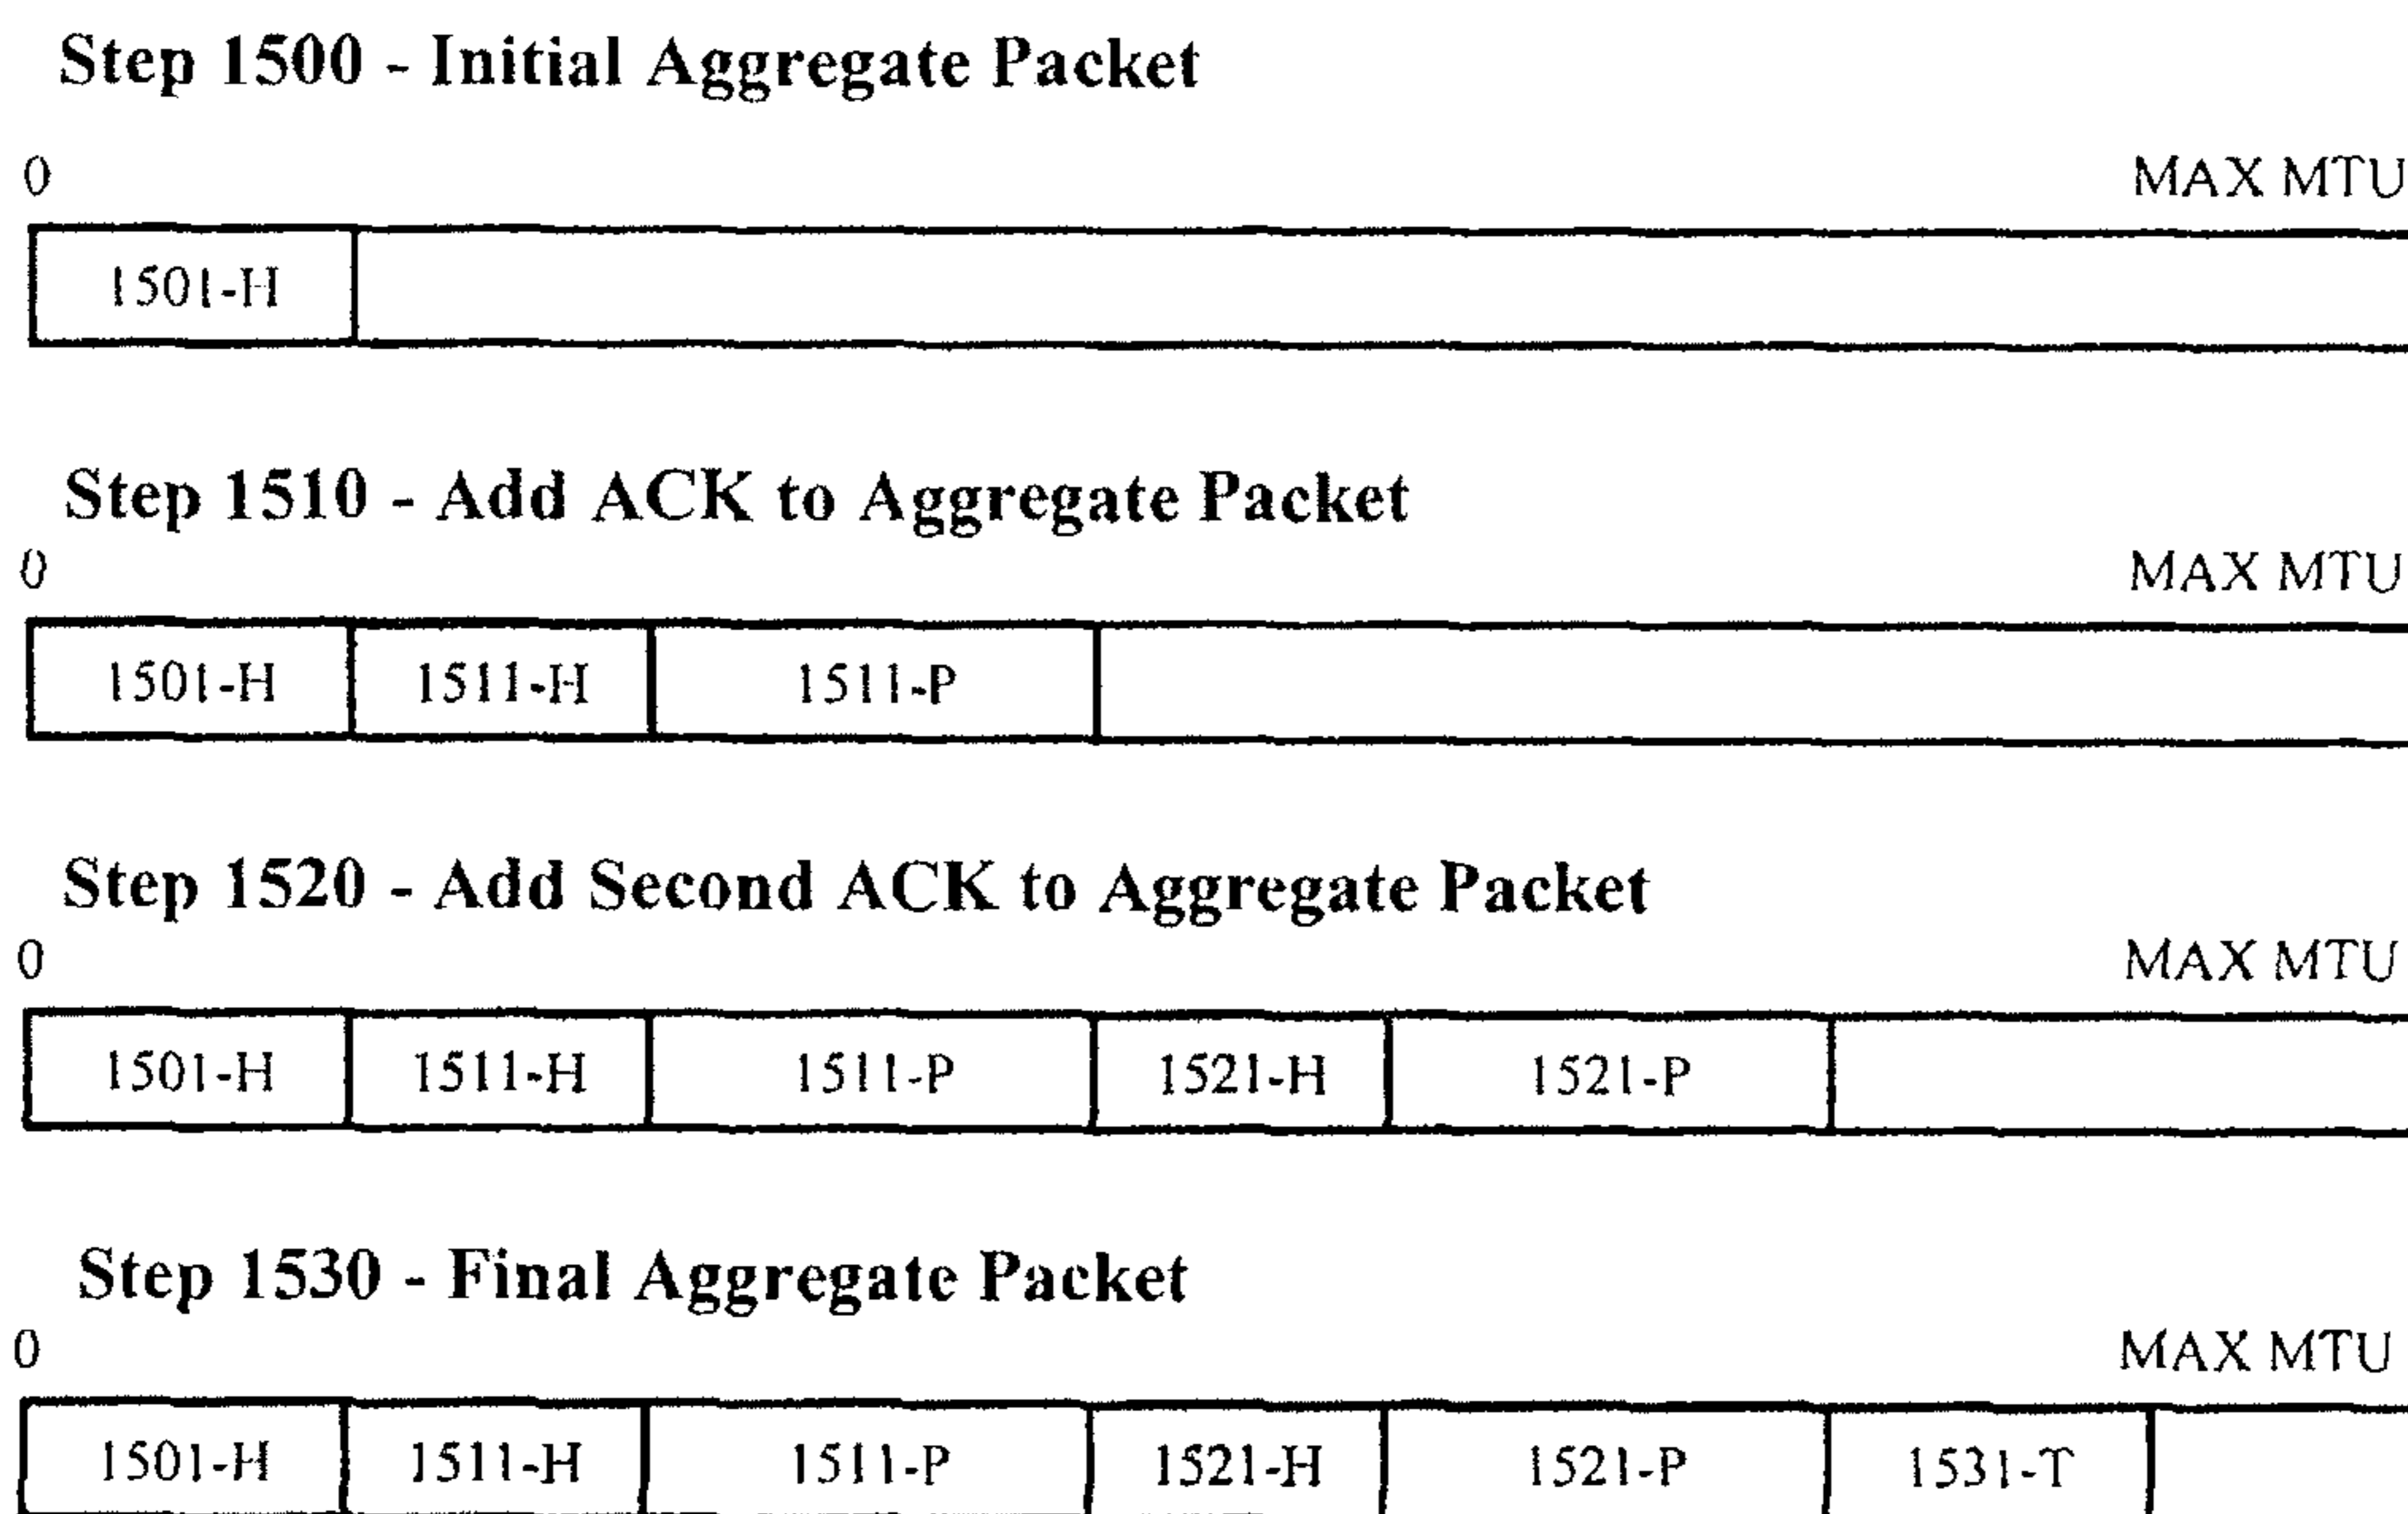 Step 1500 - Initial Aggregate Packet
0 MAX MTU
1501-H
Step 1510 - Add ACK to Aggregate Packet
0 MAX MTU
1501-H 1511-H 1511-P
Step 1520 - Add Second ACK to Aggregate Packet
0 MAX MTU
1501-H 1511-H 1511-P 1521-H 1521-P
Step 1530 - Final Aggregate Packet
0 MAX MTU
1501-H 1511-H 1511-P 1521-H 1521-P 1531-T